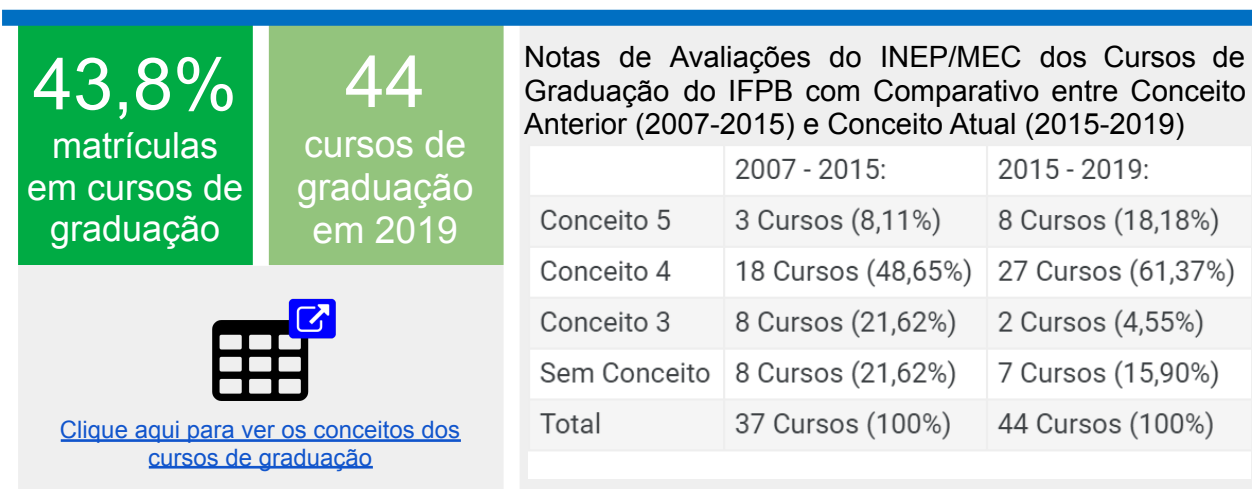 43,8%
matrículas
em cursos de
graduação
44
cursos de
graduação
em 2019
Clique aqui para ver os conceitos dos
cursos de graduação
Notas de Avaliações do INEP/MEC dos Cursos de
Graduação do IFPB com Comparativo entre Conceito
Anterior (2007-2015) e Conceito Atual (2015-2019)
2007 - 2015: 2015 - 2019:
Conceito 5 3 Cursos (8,11%) 8 Cursos (18,18%)
Conceito 4 18 Cursos (48,65%) 27 Cursos (61,37%)
Conceito 3 8 Cursos (21,62%) 2 Cursos (4,55%)
Sem Conceito 8 Cursos (21,62%) 7 Cursos (15,90%)
Total 37 Cursos (100%) 44 Cursos (100%)